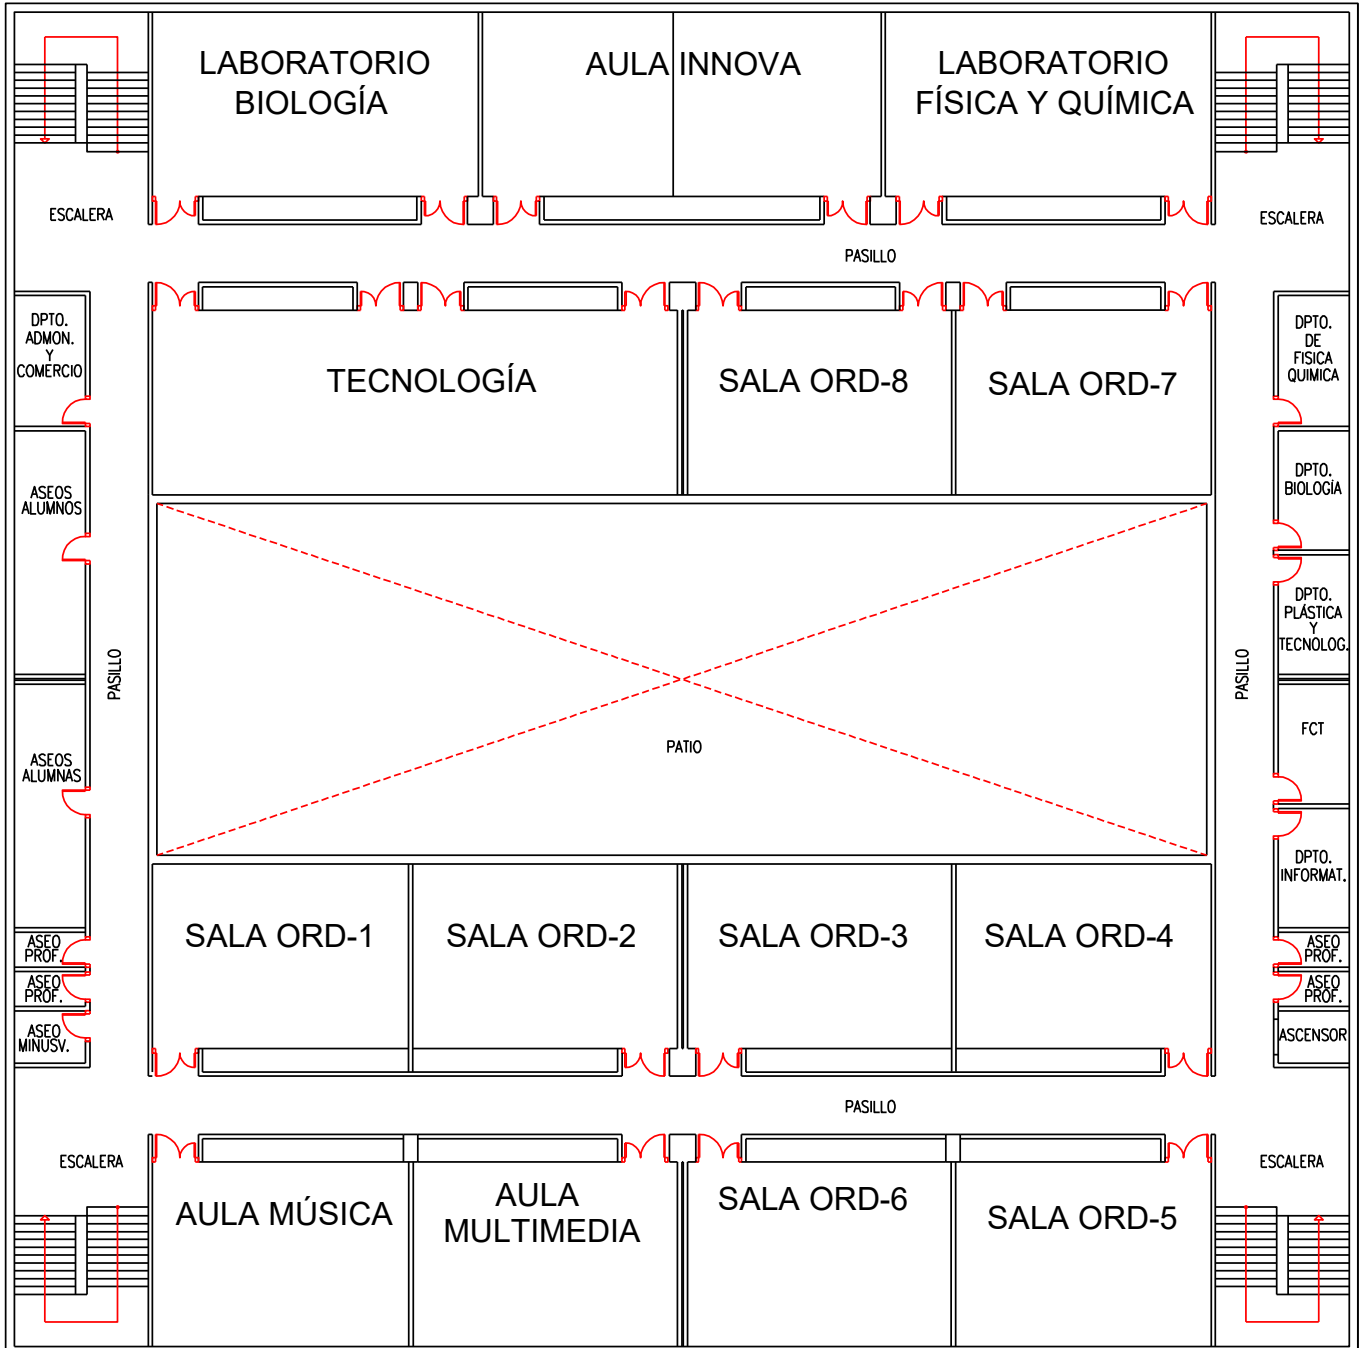 LABORATORIO
BIOLOGÍA
AULA INNOVA
LABORATORIO
FÍSICA Y QUÍMICA
ESCALERA
ESCALERA
PASILLO
DPTO.
ADMON.
Y
COMERCIO
TECNOLOGÍA
SALA ORD-8
SALA ORD-7
DPTO.
DE
FISICA
QUIMICA
ASEOS
ALUMNOS
DPTO.
BIOLOGÍA
DPTO.
PLÁSTICA
Y
TECNOLOG.
PASILLO
PASILLO
PATIO
ASEOS
ALUMNAS
FCT
DPTO.
INFORMAT.
SALA ORD-1
SALA ORD-2
SALA ORD-3
SALA ORD-4
ASEO
PROF.
ASEO
PROF.
ASEO
MINUSV.
ASEO
PROF.
ASEO
PROF.
ASCENSOR
PASILLO
ESCALERA
ESCALERA
AULA MÚSICA
AULA
MULTIMEDIA
SALA ORD-6
SALA ORD-5